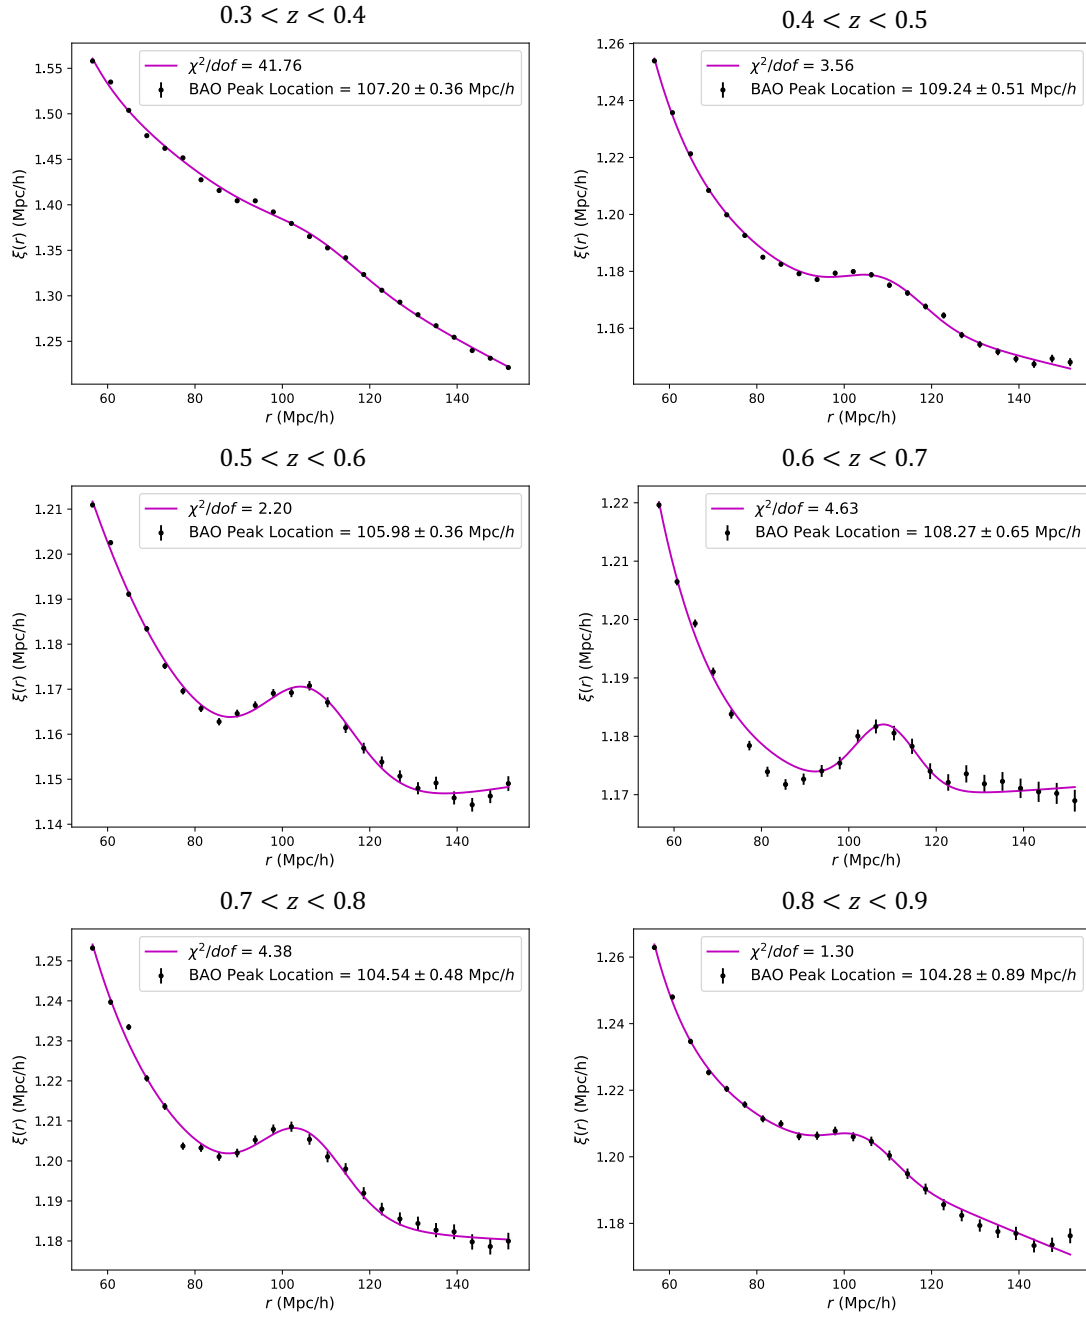 0.3 < z < 0.4
χ²/dof = 41.76
BAO Peak Location = 107.20 ± 0.36 Mpc/h
ξ(r) (Mpc/h)
1.55
1.50
1.45
1.40
1.35
1.30
1.25
60 80 100 120 140
r (Mpc/h)
0.4 < z < 0.5
χ²/dof = 3.56
BAO Peak Location = 109.24 ± 0.51 Mpc/h
ξ(r) (Mpc/h)
1.26
1.24
1.22
1.20
1.18
1.16
60 80 100 120 140
r (Mpc/h)
0.5 < z < 0.6
χ²/dof = 2.20
BAO Peak Location = 105.98 ± 0.36 Mpc/h
ξ(r) (Mpc/h)
1.21
1.20
1.19
1.18
1.17
1.16
1.15
1.14
60 80 100 120 140
r (Mpc/h)
0.6 < z < 0.7
χ²/dof = 4.63
BAO Peak Location = 108.27 ± 0.65 Mpc/h
ξ(r) (Mpc/h)
1.22
1.21
1.20
1.19
1.18
1.17
60 80 100 120 140
r (Mpc/h)
0.7 < z < 0.8
χ²/dof = 4.38
BAO Peak Location = 104.54 ± 0.48 Mpc/h
ξ(r) (Mpc/h)
1.25
1.24
1.23
1.22
1.21
1.20
1.19
1.18
60 80 100 120 140
r (Mpc/h)
0.8 < z < 0.9
χ²/dof = 1.30
BAO Peak Location = 104.28 ± 0.89 Mpc/h
ξ(r) (Mpc/h)
1.26
1.24
1.22
1.20
1.18
60 80 100 120 140
r (Mpc/h)